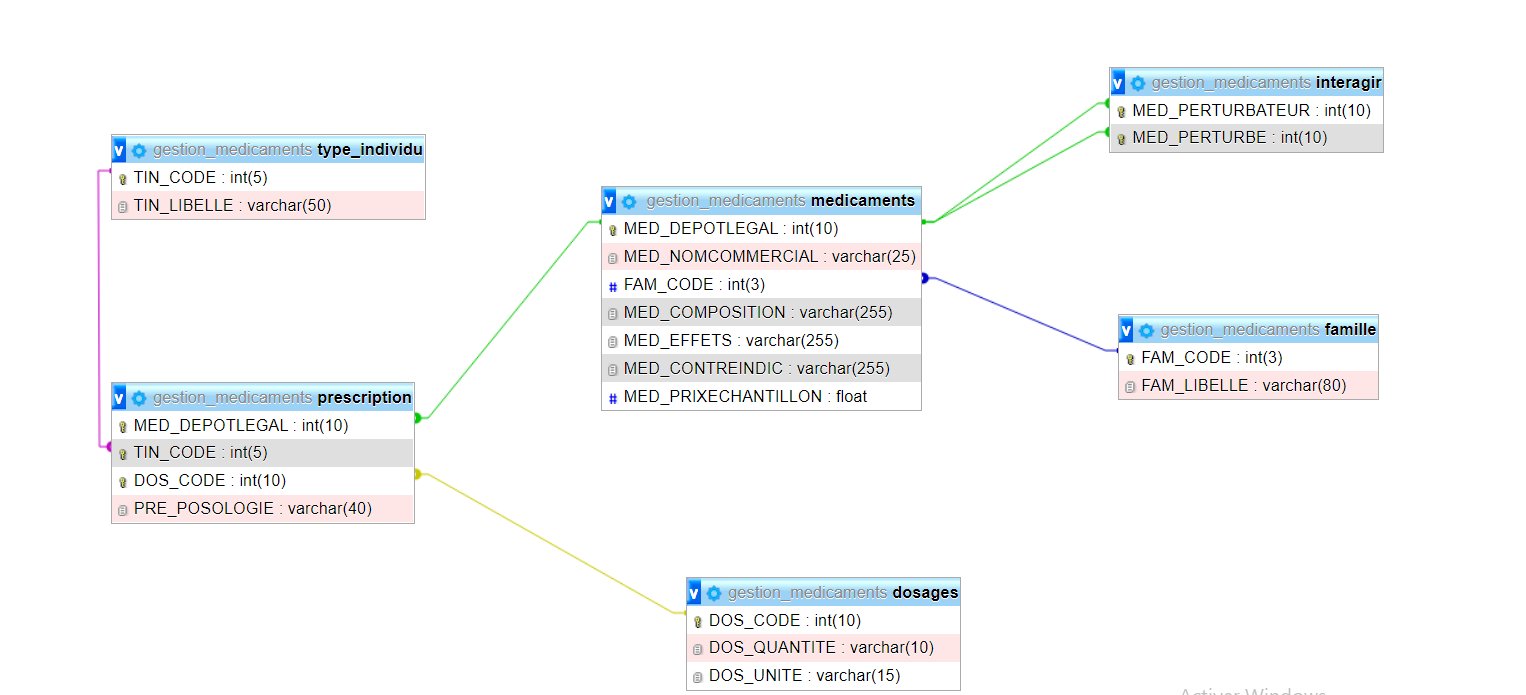 gestion_medicaments interagir
MED_PERTURBATEUR : int(10)
MED_PERTURBE : int(10)
v gestion_medicaments type_individu
TIN_CODE : int(5)
TIN_LIBELLE : varchar(50)
v gestion_medicaments medicaments
MED_DEPOTLEGAL : int(10)
MED_NOMCOMMERCIAL : varchar(25)
# FAM_CODE : int(3)
MED_COMPOSITION : varchar(255)
MED_EFFETS : varchar(255)
MED_CONTREINDIC : varchar(255)
# MED_PRIXECHANTILLON : float
v gestion_medicaments famille
FAM_CODE : int(3)
FAM_LIBELLE : varchar(80)
v gestion_medicaments prescription
MED_DEPOTLEGAL : int(10)
TIN_CODE : int(5)
DOS_CODE : int(10)
PRE_POSOLOGIE : varchar(40)
v gestion_medicaments dosages
DOS_CODE : int(10)
DOS_QUANTITE : varchar(10)
DOS_UNITE : varchar(15)
Activer Windows